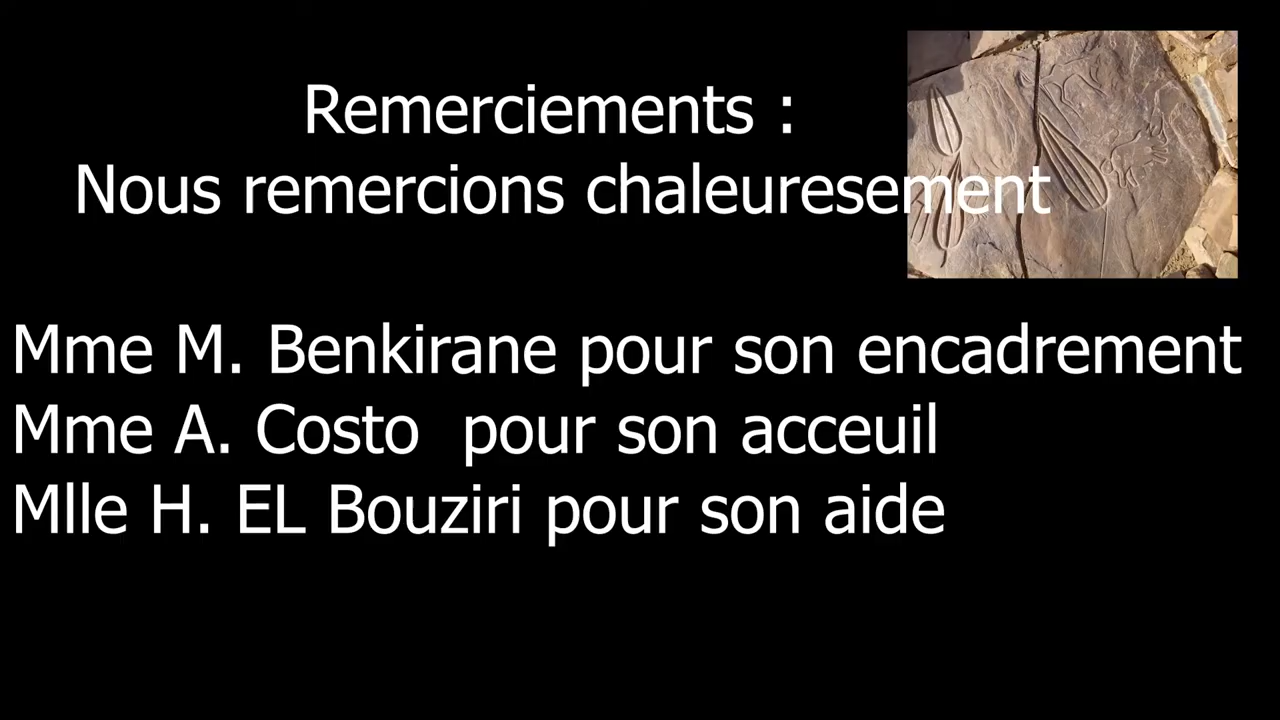 Remerciements :
Nous remercions chaleuresement
Mme M. Benkirane pour son encadrement
Mme A. Costo  pour son acceuil
Mlle H. EL Bouziri pour son aide